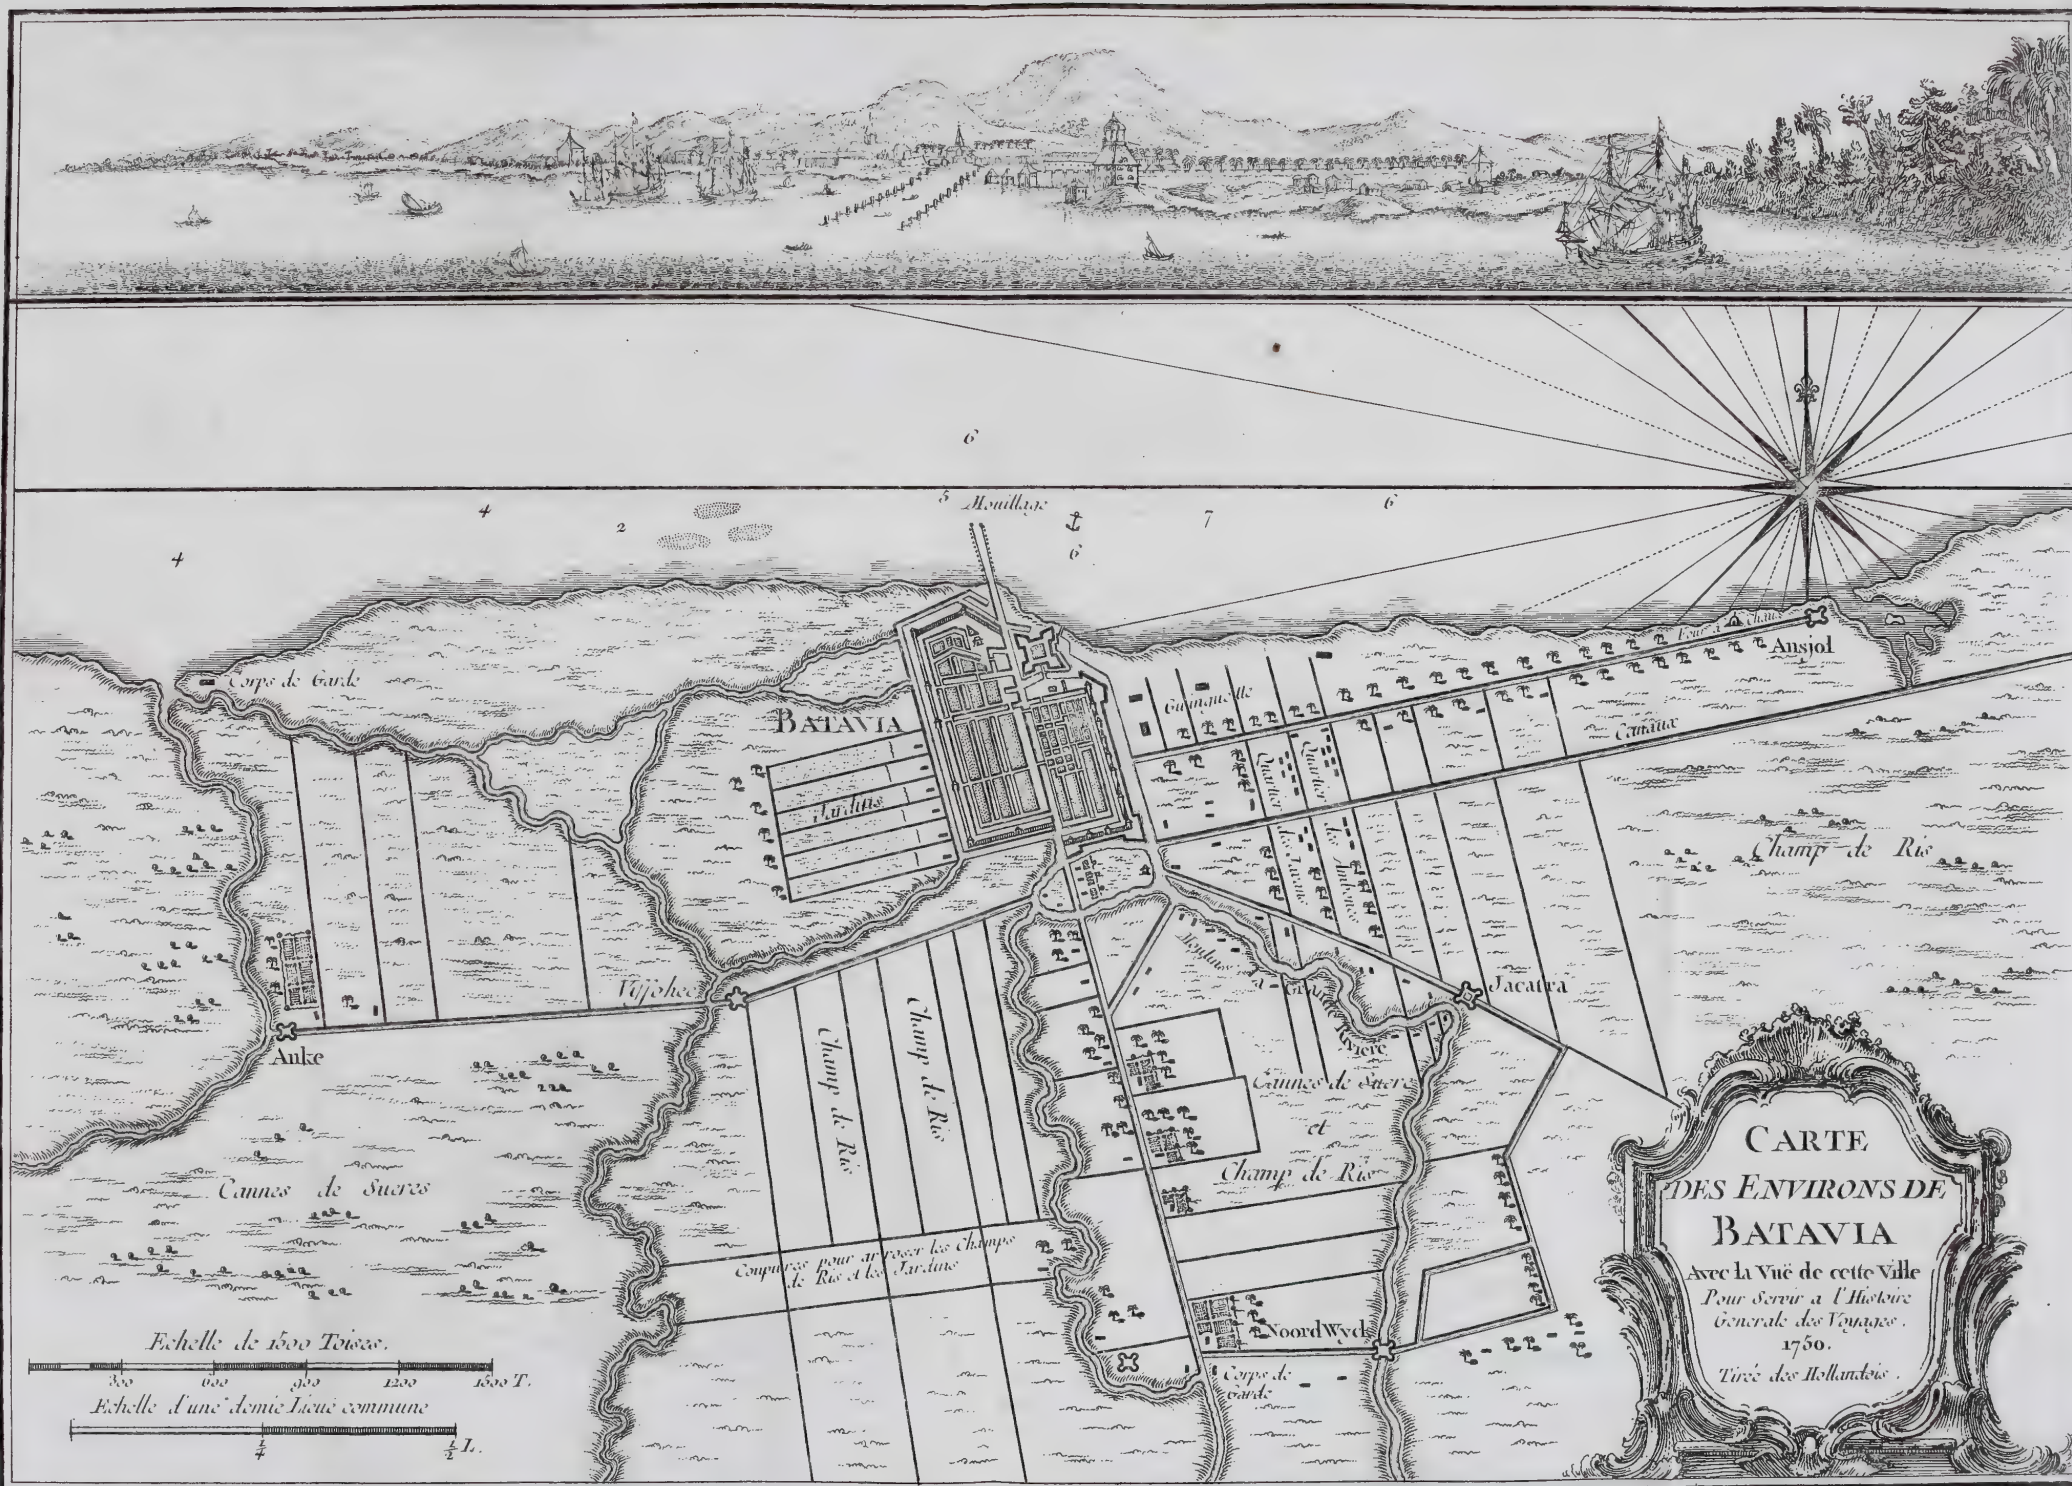 6
4
2
5
Mouillage
6
7
6
4
Corps de Garde
BATAVIA
Jardins
Guinguette
Four a chaux
Ansjol
Canaux
Quartier des Javans
Quartier des Ambonés
Champ de Ris
Vyfohec
Anke
Jacatra
Grande Riviere
Champ de Ris
Champ de Ris
Cannes de Sucre
et
Champ de Ris
Cannes de Sucres
Coupures pour arroser les Champs
de Ris et les Jardins
Noord Wyck
Corps de
Garde
Echelle de 1500 Toises.
300 600 900 1200 1500 T.
Echelle d'une demie Lieuë commune
1/4 1/2 L.
CARTE
DES ENVIRONS DE
BATAVIA
Avec la Vuë de cette Ville
Pour Servir a l'Histoire
Generale des Voyages.
1750.
Tireé des Hollandois.